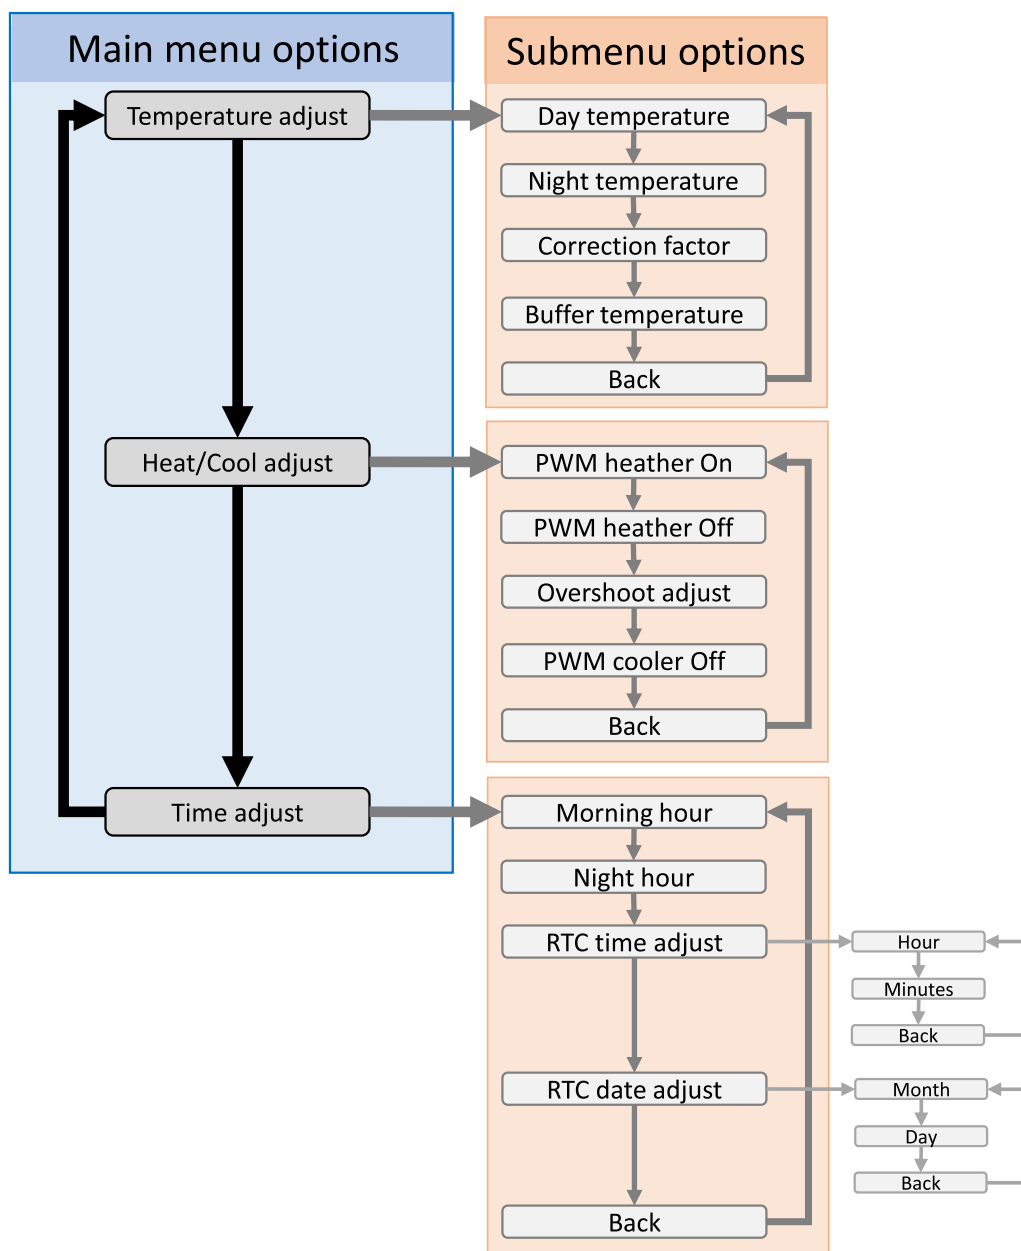 Main menu options
Submenu options
Temperature adjust
Day temperature
Night temperature
Correction factor
Buffer temperature
Back
Heat/Cool adjust
PWM heather On
PWM heather Off
Overshoot adjust
PWM cooler Off
Back
Time adjust
Morning hour
Night hour
RTC time adjust
Hour
Minutes
Back
RTC date adjust
Month
Day
Back
Back